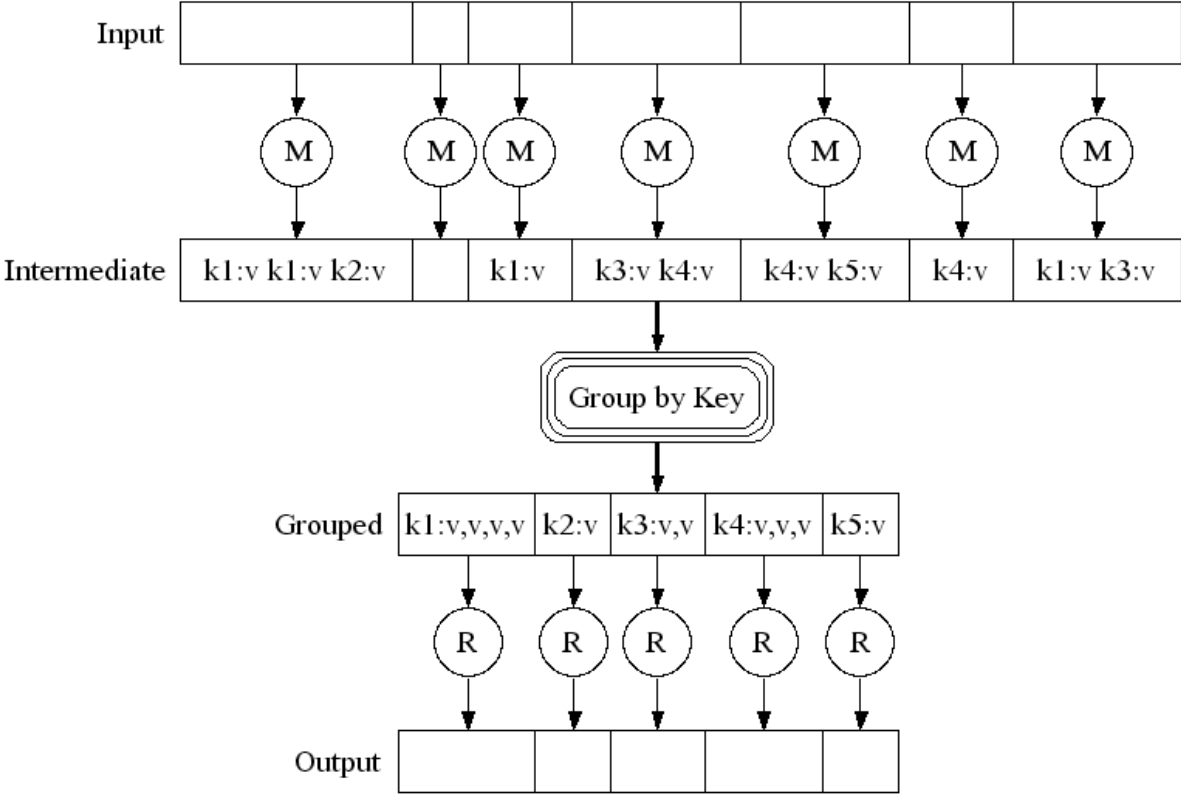 Input
M M M M M M M
Intermediate k1:v k1:v k2:v k1:v k3:v k4:v k4:v k5:v k4:v k1:v k3:v
Group by Key
Grouped k1:v,v,v,v k2:v k3:v,v k4:v,v,v k5:v
R R R R R
Output